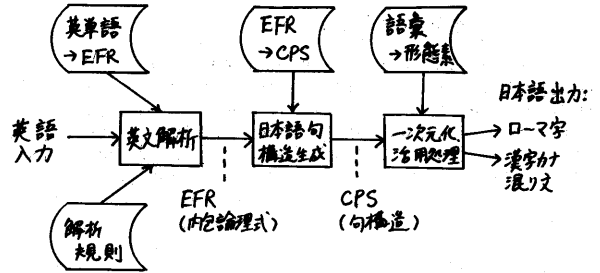 英単語
→EFR
EFR
→CPS
語彙
→形態素
日本語出力:
英語
入力
英文解析
日本語句
構造生成
一次元化
活用処理
ローマ字
漢字カナ
混り文
EFR
(内包論理式)
CPS
(句構造)
解析
規則